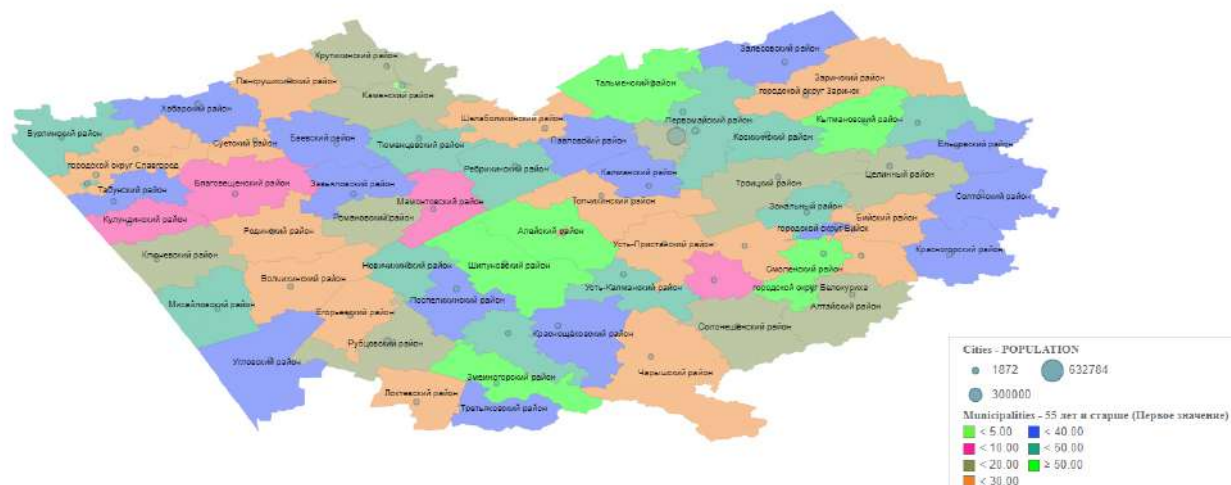 Залесовский район
Крутихинский район
Панкрушихинский район
Тальменский район
Заринский район
городской округ Заринск
Каменский район
Хабарский район
Шелаболихинский район
Первомайский район
Кытмановский район
Бурлинский район
Суетский район
Баевский район
Тюменцевский район
Павловский район
Косихинский район
Ельцовский район
городской округ Славгород
Ребрихинский район
Табунский район
Благовещенский район
Завьяловский район
Калманский район
Троицкий район
Целинный район
Солтонский район
Кулундинский район
Мамонтовский район
Романовский район
Топчихинский район
Зональный район
Бийский район
Родинский район
Алейский район
Усть-Пристанский район
городской округ Бийск
Красногорский район
Ключевский район
Новичихинский район
Шипуновский район
Смоленский район
Волчихинский район
Усть-Калманский район
городской округ Белокуриха
Михайловский район
Поспелихинский район
Алтайский район
Егорьевский район
Краснощёковский район
Солонешенский район
Рубцовский район
Угловский район
Чарышский район
Змеиногорский район
Локтевский район
Третьяковский район
Cities - POPULATION
1872 632784
300000
Municipalities - 55 лет и старше (Первое значение)
< 5.00 < 40.00
< 10.00 < 50.00
< 20.00 ≥ 50.00
< 30.00